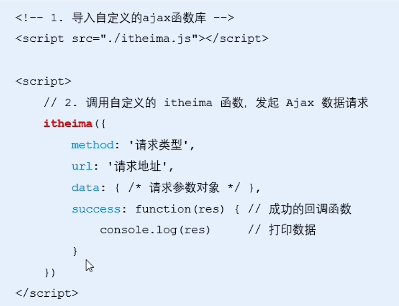 <!-- 1. 导入自定义的ajax函数库 -->
<script src="./itheima.js"></script>
<script>
// 2. 调用自定义的 itheima 函数，发起 Ajax 数据请求
itheima({
method: '请求类型',
url: '请求地址',
data: { /* 请求参数对象 */ },
success: function(res) { // 成功的回调函数
console.log(res) // 打印数据
}
})
</script>